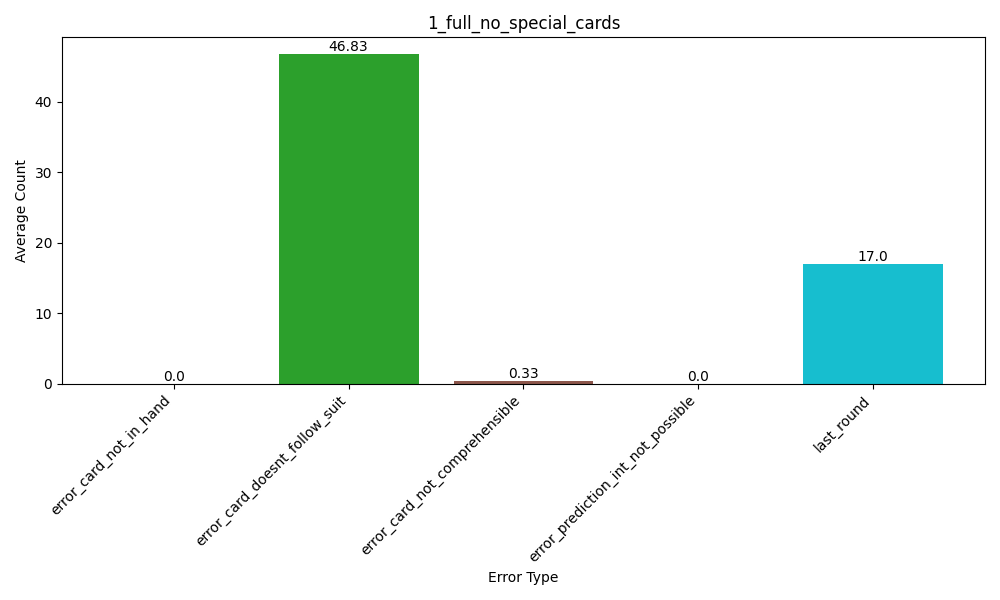 1_full_no_special_cards
Average Count
40
30
20
10
0
0.0
46.83
0.33
0.0
17.0
error_card_not_in_hand
error_card_doesnt_follow_suit
error_card_not_comprehensible
error_prediction_int_not_possible
last_round
Error Type